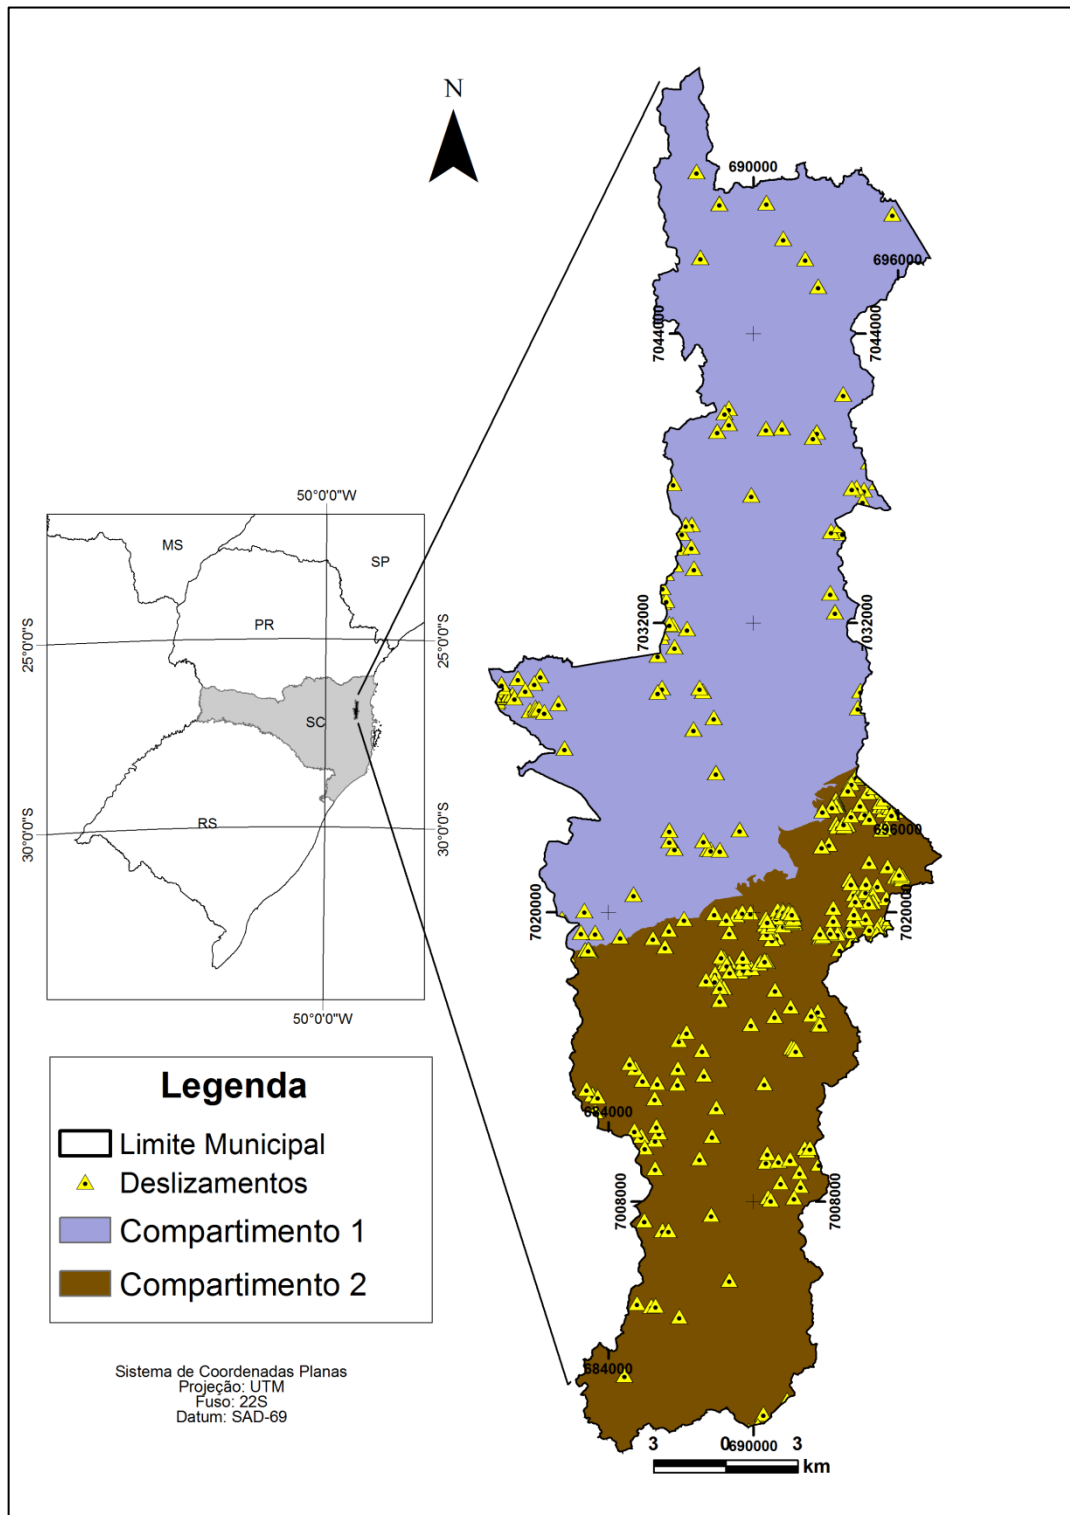 N
690000
696000
7044000
7044000
50°0'0"W
MS
SP
PR
25°0'0"S
25°0'0"S
SC
RS
30°0'0"S
30°0'0"S
50°0'0"W
7032000
7032000
696000
7020000
7020000
684000
7008000
7008000
684000
690000
Legenda
Limite Municipal
Deslizamentos
Compartimento 1
Compartimento 2
Sistema de Coordenadas Planas
Projeção: UTM
Fuso: 22S
Datum: SAD-69
3 0 3
km